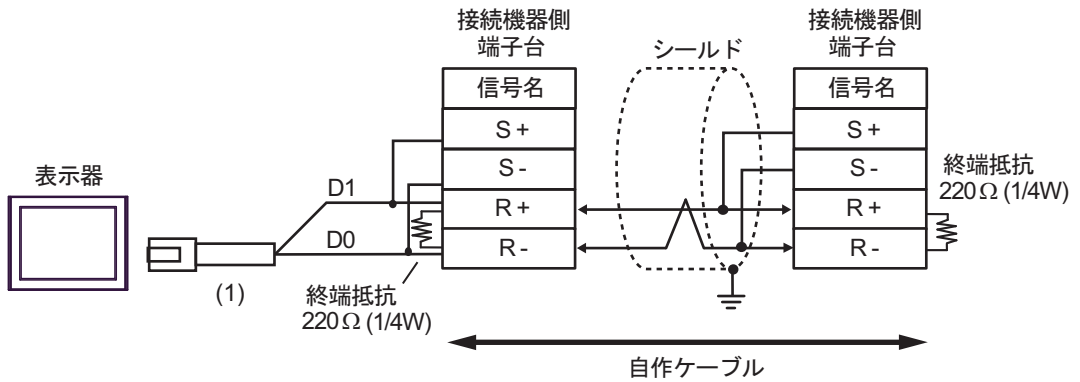 接続機器側
端子台
信号名
S+
S-
R+
R-
シールド
接続機器側
端子台
信号名
S+
S-
R+
R-
終端抵抗
220Ω (1/4W)
表示器
D1
D0
(1)
終端抵抗
220Ω (1/4W)
自作ケーブル